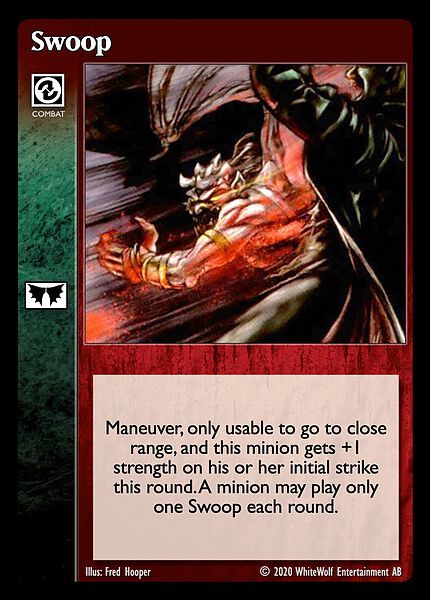 Swoop
COMBAT
Maneuver, only usable to go to close
range, and this minion gets +1
strength on his or her initial strike
this round. A minion may play only
one Swoop each round.
Illus: Fred Hooper
© 2020 WhiteWolf Entertainment AB